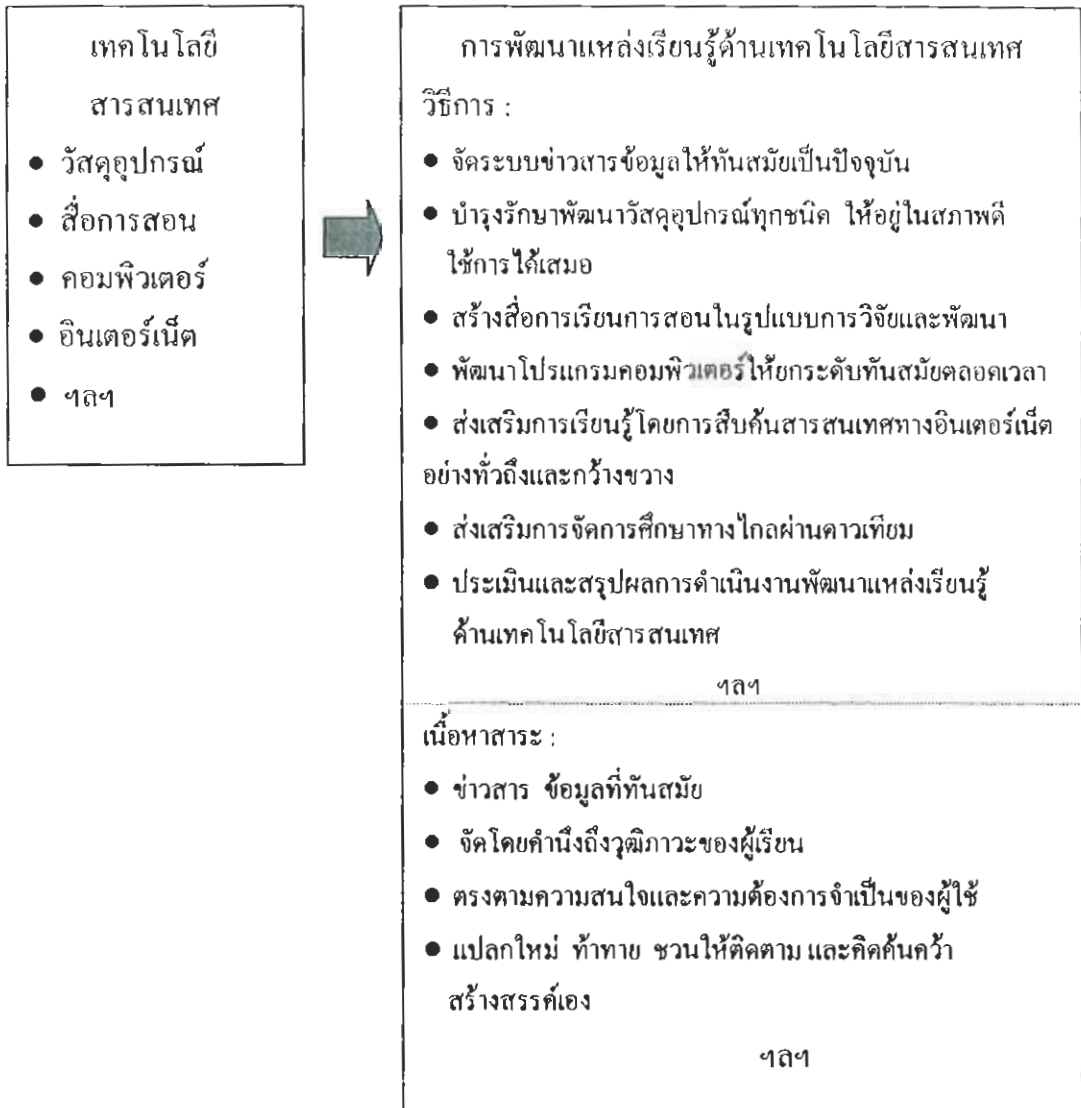 เทคโนโลยี
สารสนเทศ
● วัสดุอุปกรณ์
● สื่อการสอน
● คอมพิวเตอร์
● อินเตอร์เน็ต
● ฯลฯ
การพัฒนาแหล่งเรียนรู้ด้านเทคโนโลยีสารสนเทศ
วิธีการ :
● จัดระบบข่าวสารข้อมูลให้ทันสมัยเป็นปัจจุบัน
● บำรุงรักษาพัฒนาวัสดุอุปกรณ์ทุกชนิด ให้อยู่ในสภาพดี
ใช้การได้เสมอ
● สร้างสื่อการเรียนการสอนในรูปแบบการวิจัยและพัฒนา
● พัฒนาโปรแกรมคอมพิวเตอร์ให้ยกระดับทันสมัยตลอดเวลา
● ส่งเสริมการเรียนรู้โดยการสืบค้นสารสนเทศทางอินเตอร์เน็ต
อย่างทั่วถึงและกว้างขวาง
● ส่งเสริมการจัดการศึกษาทางไกลผ่านดาวเทียม
● ประเมินและสรุปผลการดำเนินงานพัฒนาแหล่งเรียนรู้
ด้านเทคโนโลยีสารสนเทศ
ฯลฯ
เนื้อหาสาระ :
● ข่าวสาร ข้อมูลที่ทันสมัย
● จัดโดยคำนึงถึงวุฒิภาวะของผู้เรียน
● ตรงตามความสนใจและความต้องการจำเป็นของผู้ใช้
● แปลกใหม่ ท้าทาย ชวนให้ติดตาม และคิดค้นคว้า
สร้างสรรค์เอง
ฯลฯ